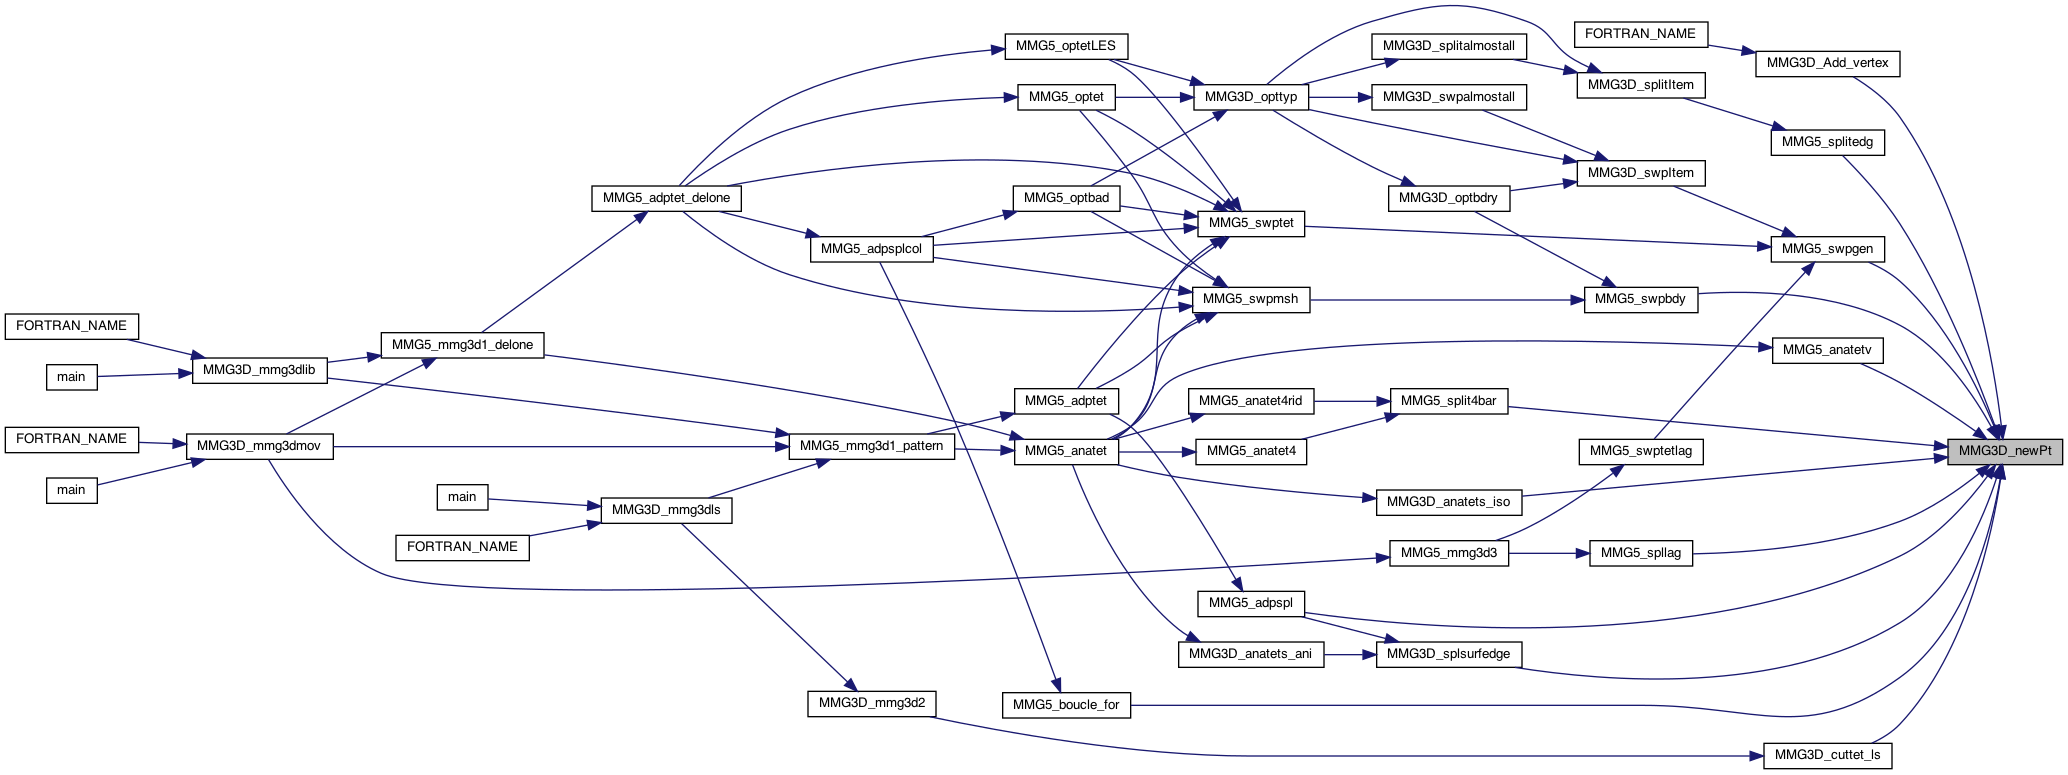 FORTRAN_NAME
MMG5_optetLES
MMG3D_splitalmostall
MMG3D_Add_vertex
MMG5_optet
MMG3D_opttyp
MMG3D_swpalmostall
MMG3D_splitItem
MMG5_splitedg
MMG3D_swpItem
MMG5_adptet_delone
MMG5_optbad
MMG3D_optbdry
MMG5_swptet
MMG5_adpsplcol
MMG5_swpgen
MMG5_swpmsh
MMG5_swpbdy
FORTRAN_NAME
MMG5_mmg3d1_delone
MMG5_anatetv
MMG3D_mmg3dlib
main
MMG5_adptet
MMG5_anatet4rid
MMG5_split4bar
FORTRAN_NAME
MMG3D_mmg3dmov
MMG5_mmg3d1_pattern
MMG5_anatet
MMG5_anatet4
MMG5_swptetlag
MMG3D_newPt
main
main
MMG3D_mmg3dls
MMG3D_anatets_iso
FORTRAN_NAME
MMG5_mmg3d3
MMG5_spllag
MMG5_adpspl
MMG3D_anatets_ani
MMG3D_splsurfedge
MMG3D_mmg3d2
MMG5_boucle_for
MMG3D_cuttet_ls